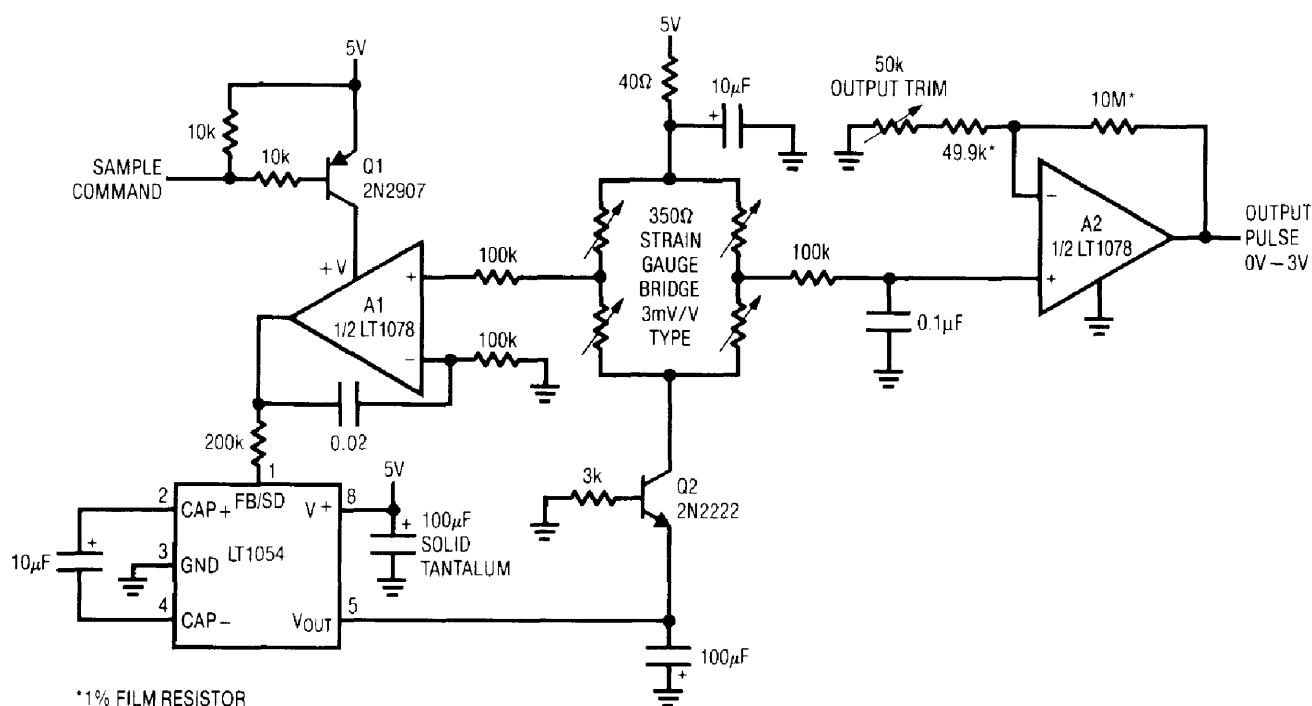 5V
10k
SAMPLE
COMMAND
10k
Q1
2N2907
+V
+
A1
1/2 LT1078
−
100k
100k
0.02
200k
1
FB/SD
2
CAP+
V+
8
5V
+
100µF
SOLID
TANTALUM
10µF
+
3
GND
LT1054
4
CAP−
VOUT
5
5V
40Ω
10µF
+
350Ω
STRAIN
GAUGE
BRIDGE
3mV/V
TYPE
3k
Q2
2N2222
100µF
+
50k
OUTPUT TRIM
49.9k*
10M*
100k
0.1µF
−
A2
1/2 LT1078
+
OUTPUT
PULSE
0V–3V
*1% FILM RESISTOR